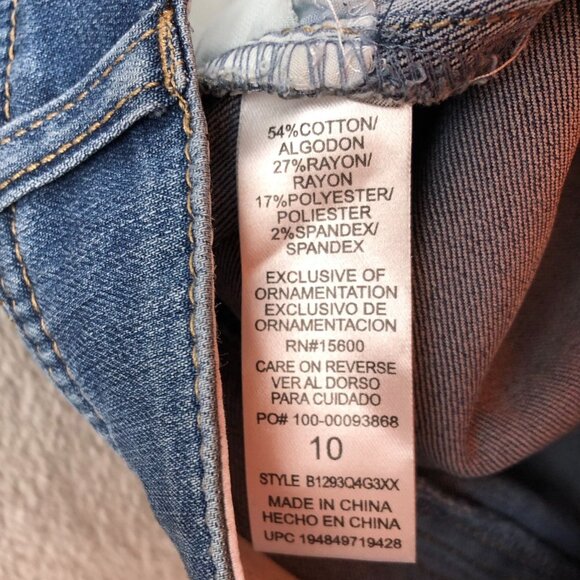 54%COTTON/
ALGODON
27%RAYON/
RAYON
17%POLYESTER/
POLIESTER
2%SPANDEX/
SPANDEX
EXCLUSIVE OF
ORNAMENTATION
EXCLUSIVO DE
ORNAMENTACION
RN#15600
CARE ON REVERSE
VER AL DORSO
PARA CUIDADO
PO# 100-00093868
10
STYLE B1293Q4G3XX
MADE IN CHINA
HECHO EN CHINA
UPC 194849719428